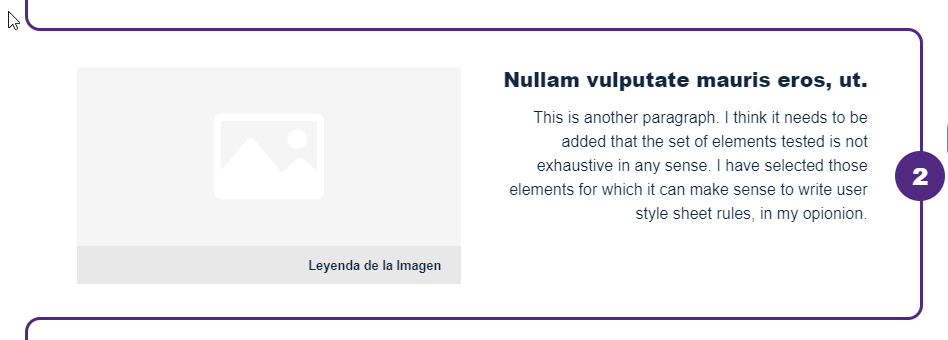 Nullam vulputate mauris eros, ut.
This is another paragraph. I think it needs to be
added that the set of elements tested is not
exhaustive in any sense. I have selected those
elements for which it can make sense to write user
style sheet rules, in my opionion.
2
Leyenda de la Imagen